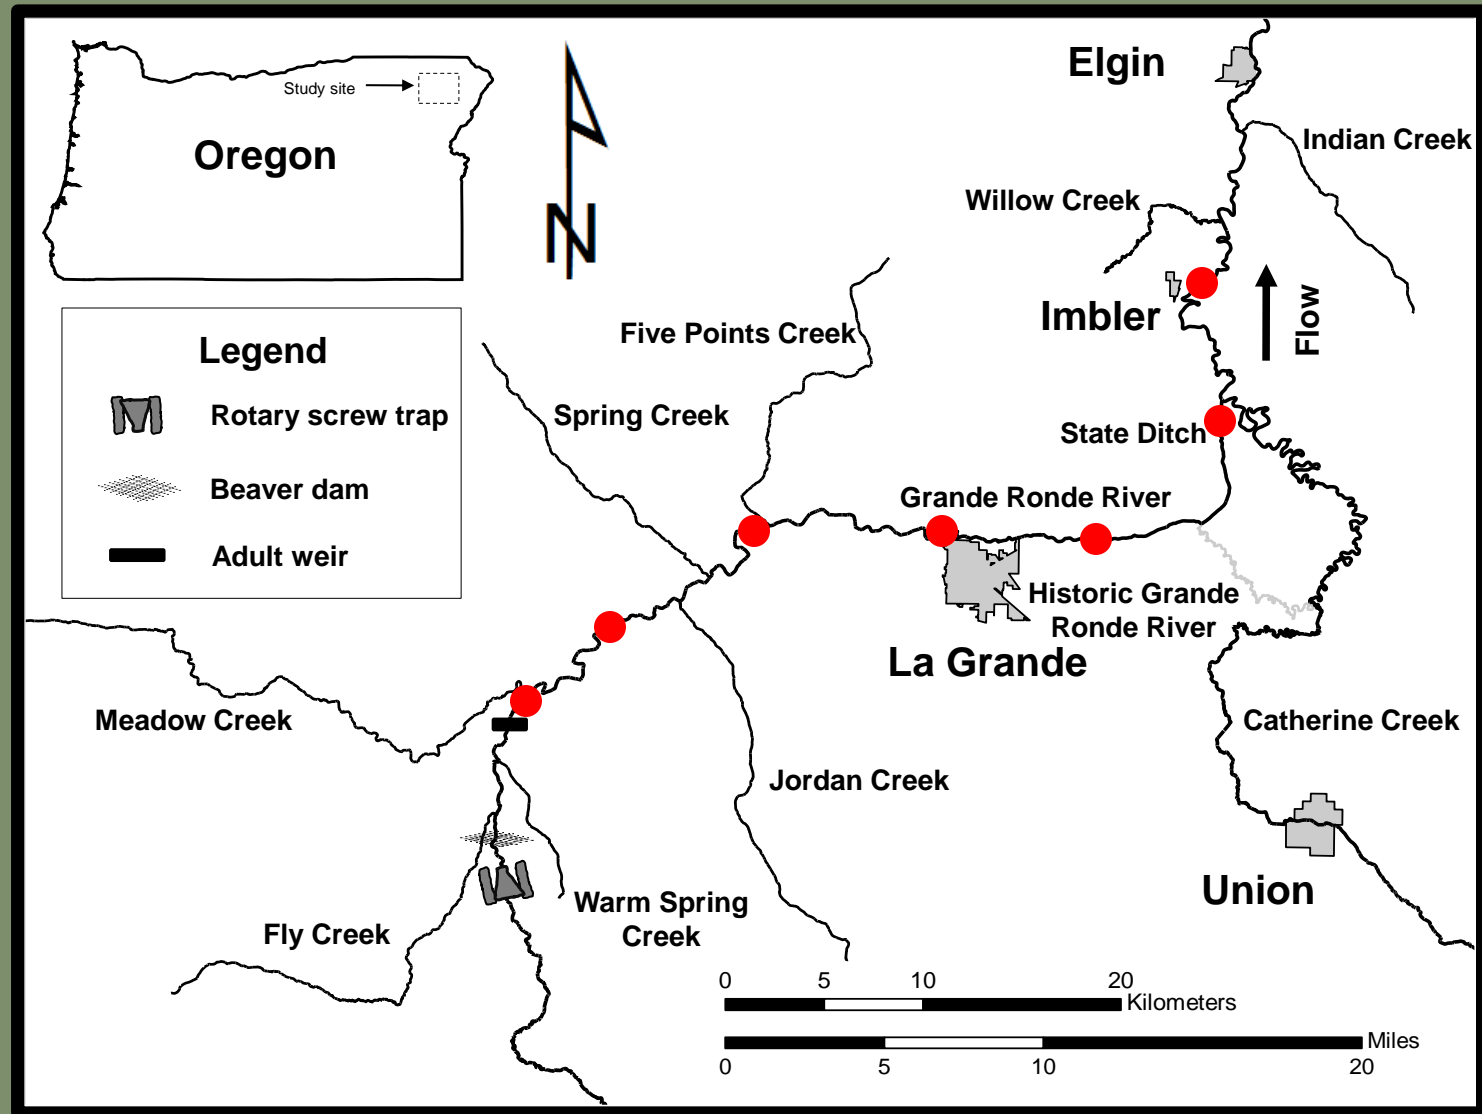 Study site
Oregon
N
Legend
Rotary screw trap
Beaver dam
Adult weir
Elgin
Indian Creek
Willow Creek
Imbler
Flow
Five Points Creek
Spring Creek
State Ditch
Grande Ronde River
Historic Grande
Ronde River
La Grande
Meadow Creek
Catherine Creek
Jordan Creek
Union
Warm Spring
Creek
Fly Creek
0 5 10 20
Kilometers
Miles
0 5 10 20